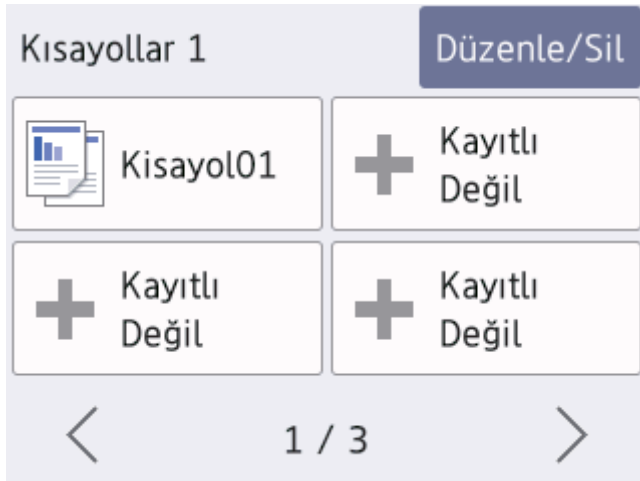 Kısayollar 1
Düzenle/Sil
Kisayol01
Kayıtlı
Değil
Kayıtlı
Değil
Kayıtlı
Değil
1 / 3